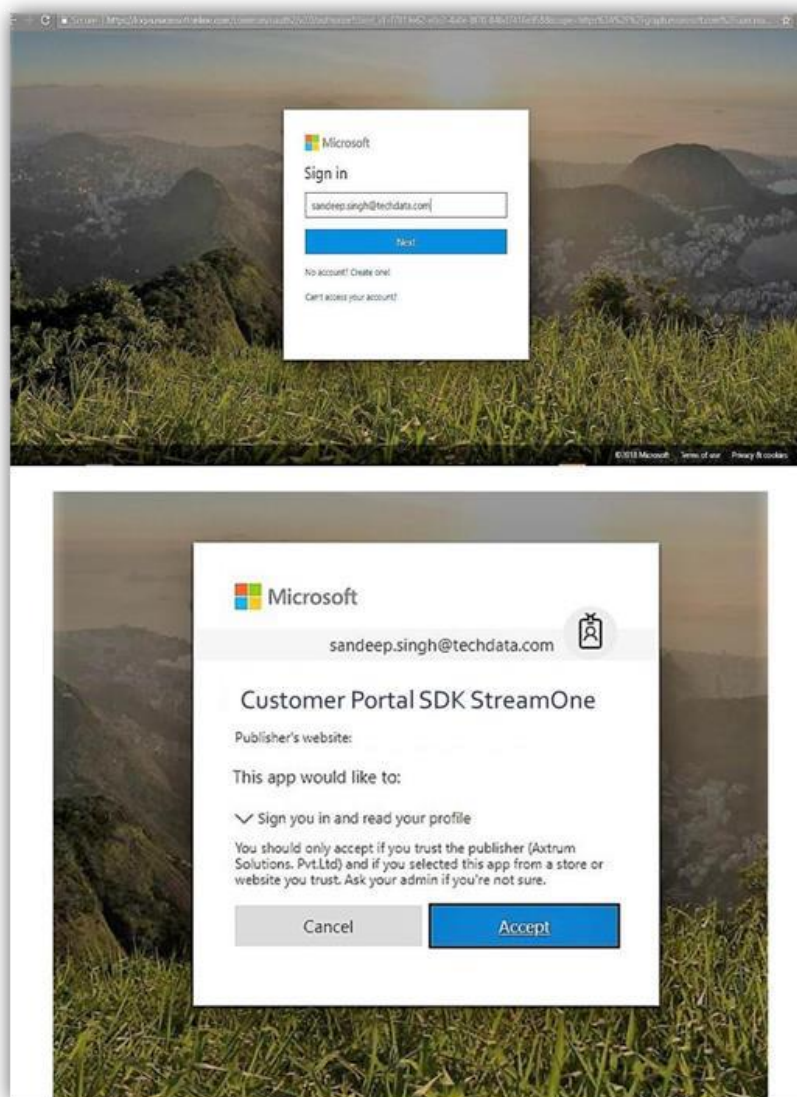 Microsoft
Sign in
sandeep.singh@techdata.com
Next
No account? Create one!
Can't access your account?
©2018 Microsoft Terms of use Privacy & cookies
Microsoft
sandeep.singh@techdata.com
Customer Portal SDK StreamOne
Publisher's website:
This app would like to:
Sign you in and read your profile
You should only accept if you trust the publisher (Axtrum
Solutions. Pvt.Ltd) and if you selected this app from a store or
website you trust. Ask your admin if you're not sure.
Cancel Accept